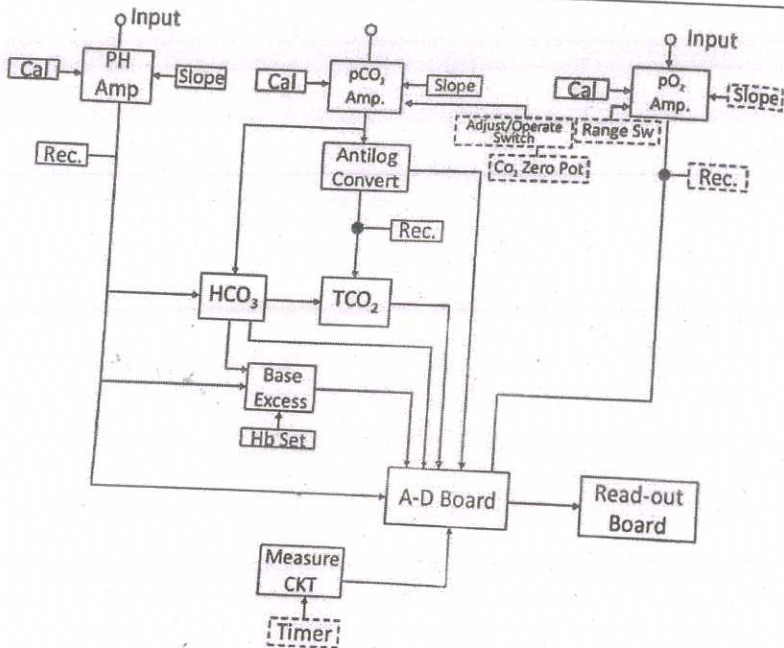 Input
Input
PH
Amp
Cal
Slope
pCO₂
Amp.
Cal
Slope
pO₂
Amp.
Cal
Slope
Adjust/Operate
Switch
Range Sw
Co₂ Zero Pot
Rec.
Antilog
Convert
Rec.
Rec.
HCO₃
TCO₂
Base
Excess
Hb Set
A-D Board
Read-out
Board
Measure
CKT
Timer